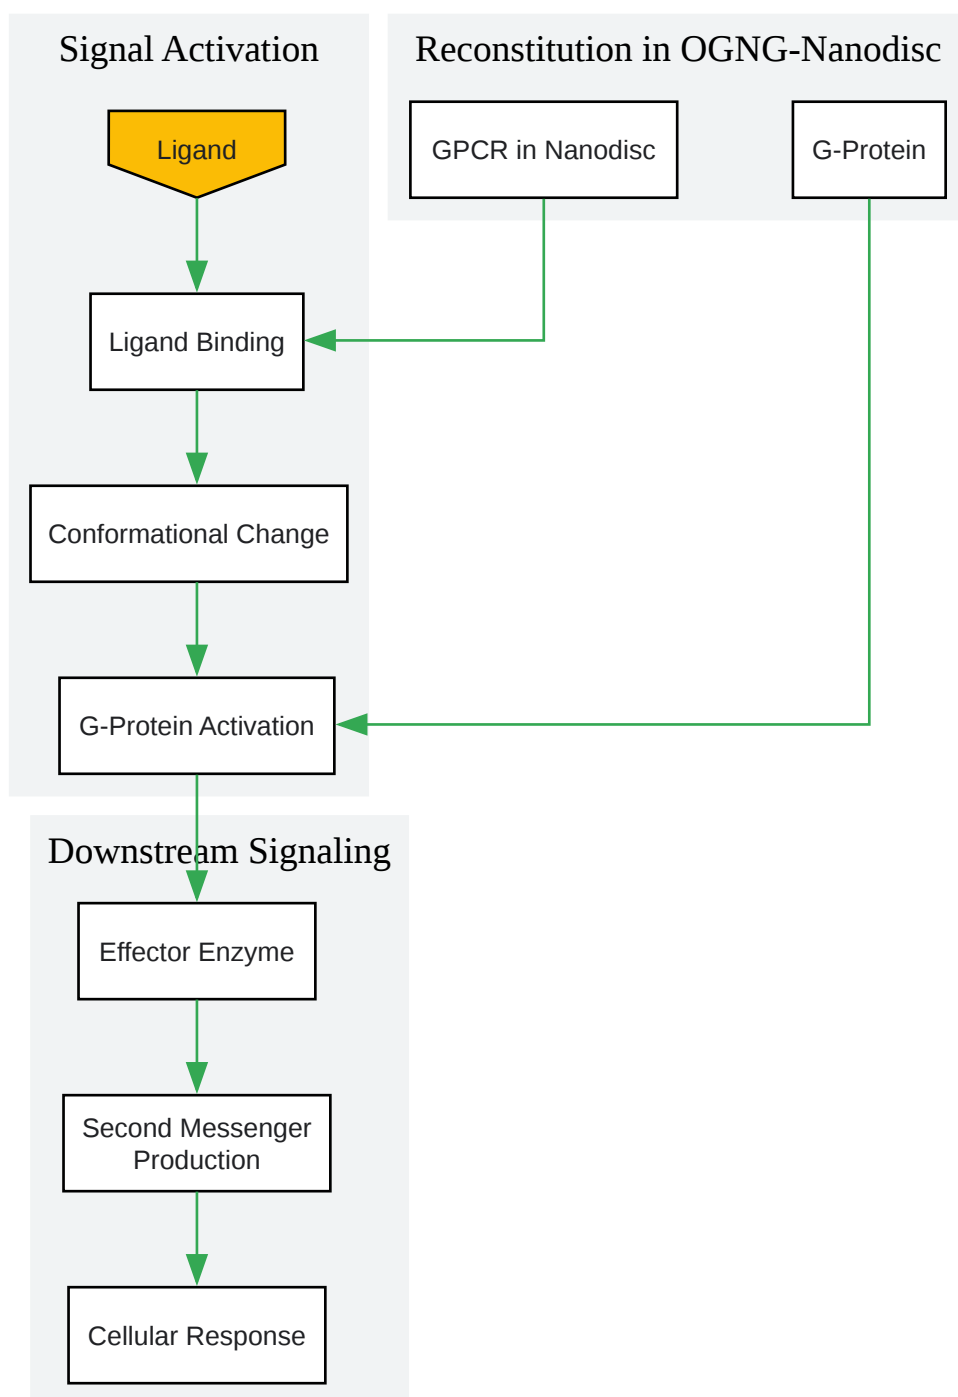 Signal Activation
Reconstitution in OGNG-Nanodisc
Ligand
GPCR in Nanodisc
G-Protein
Ligand Binding
Conformational Change
G-Protein Activation
Downstream Signaling
Effector Enzyme
Second Messenger
Production
Cellular Response